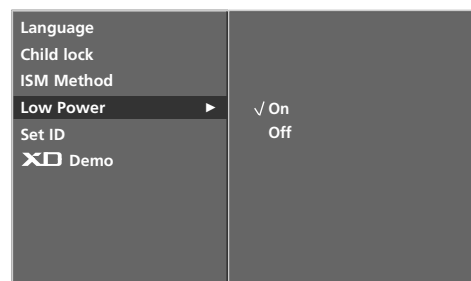 Language
Child lock
ISM Method
Low Power ►
Set ID
XD Demo
√ On
Off